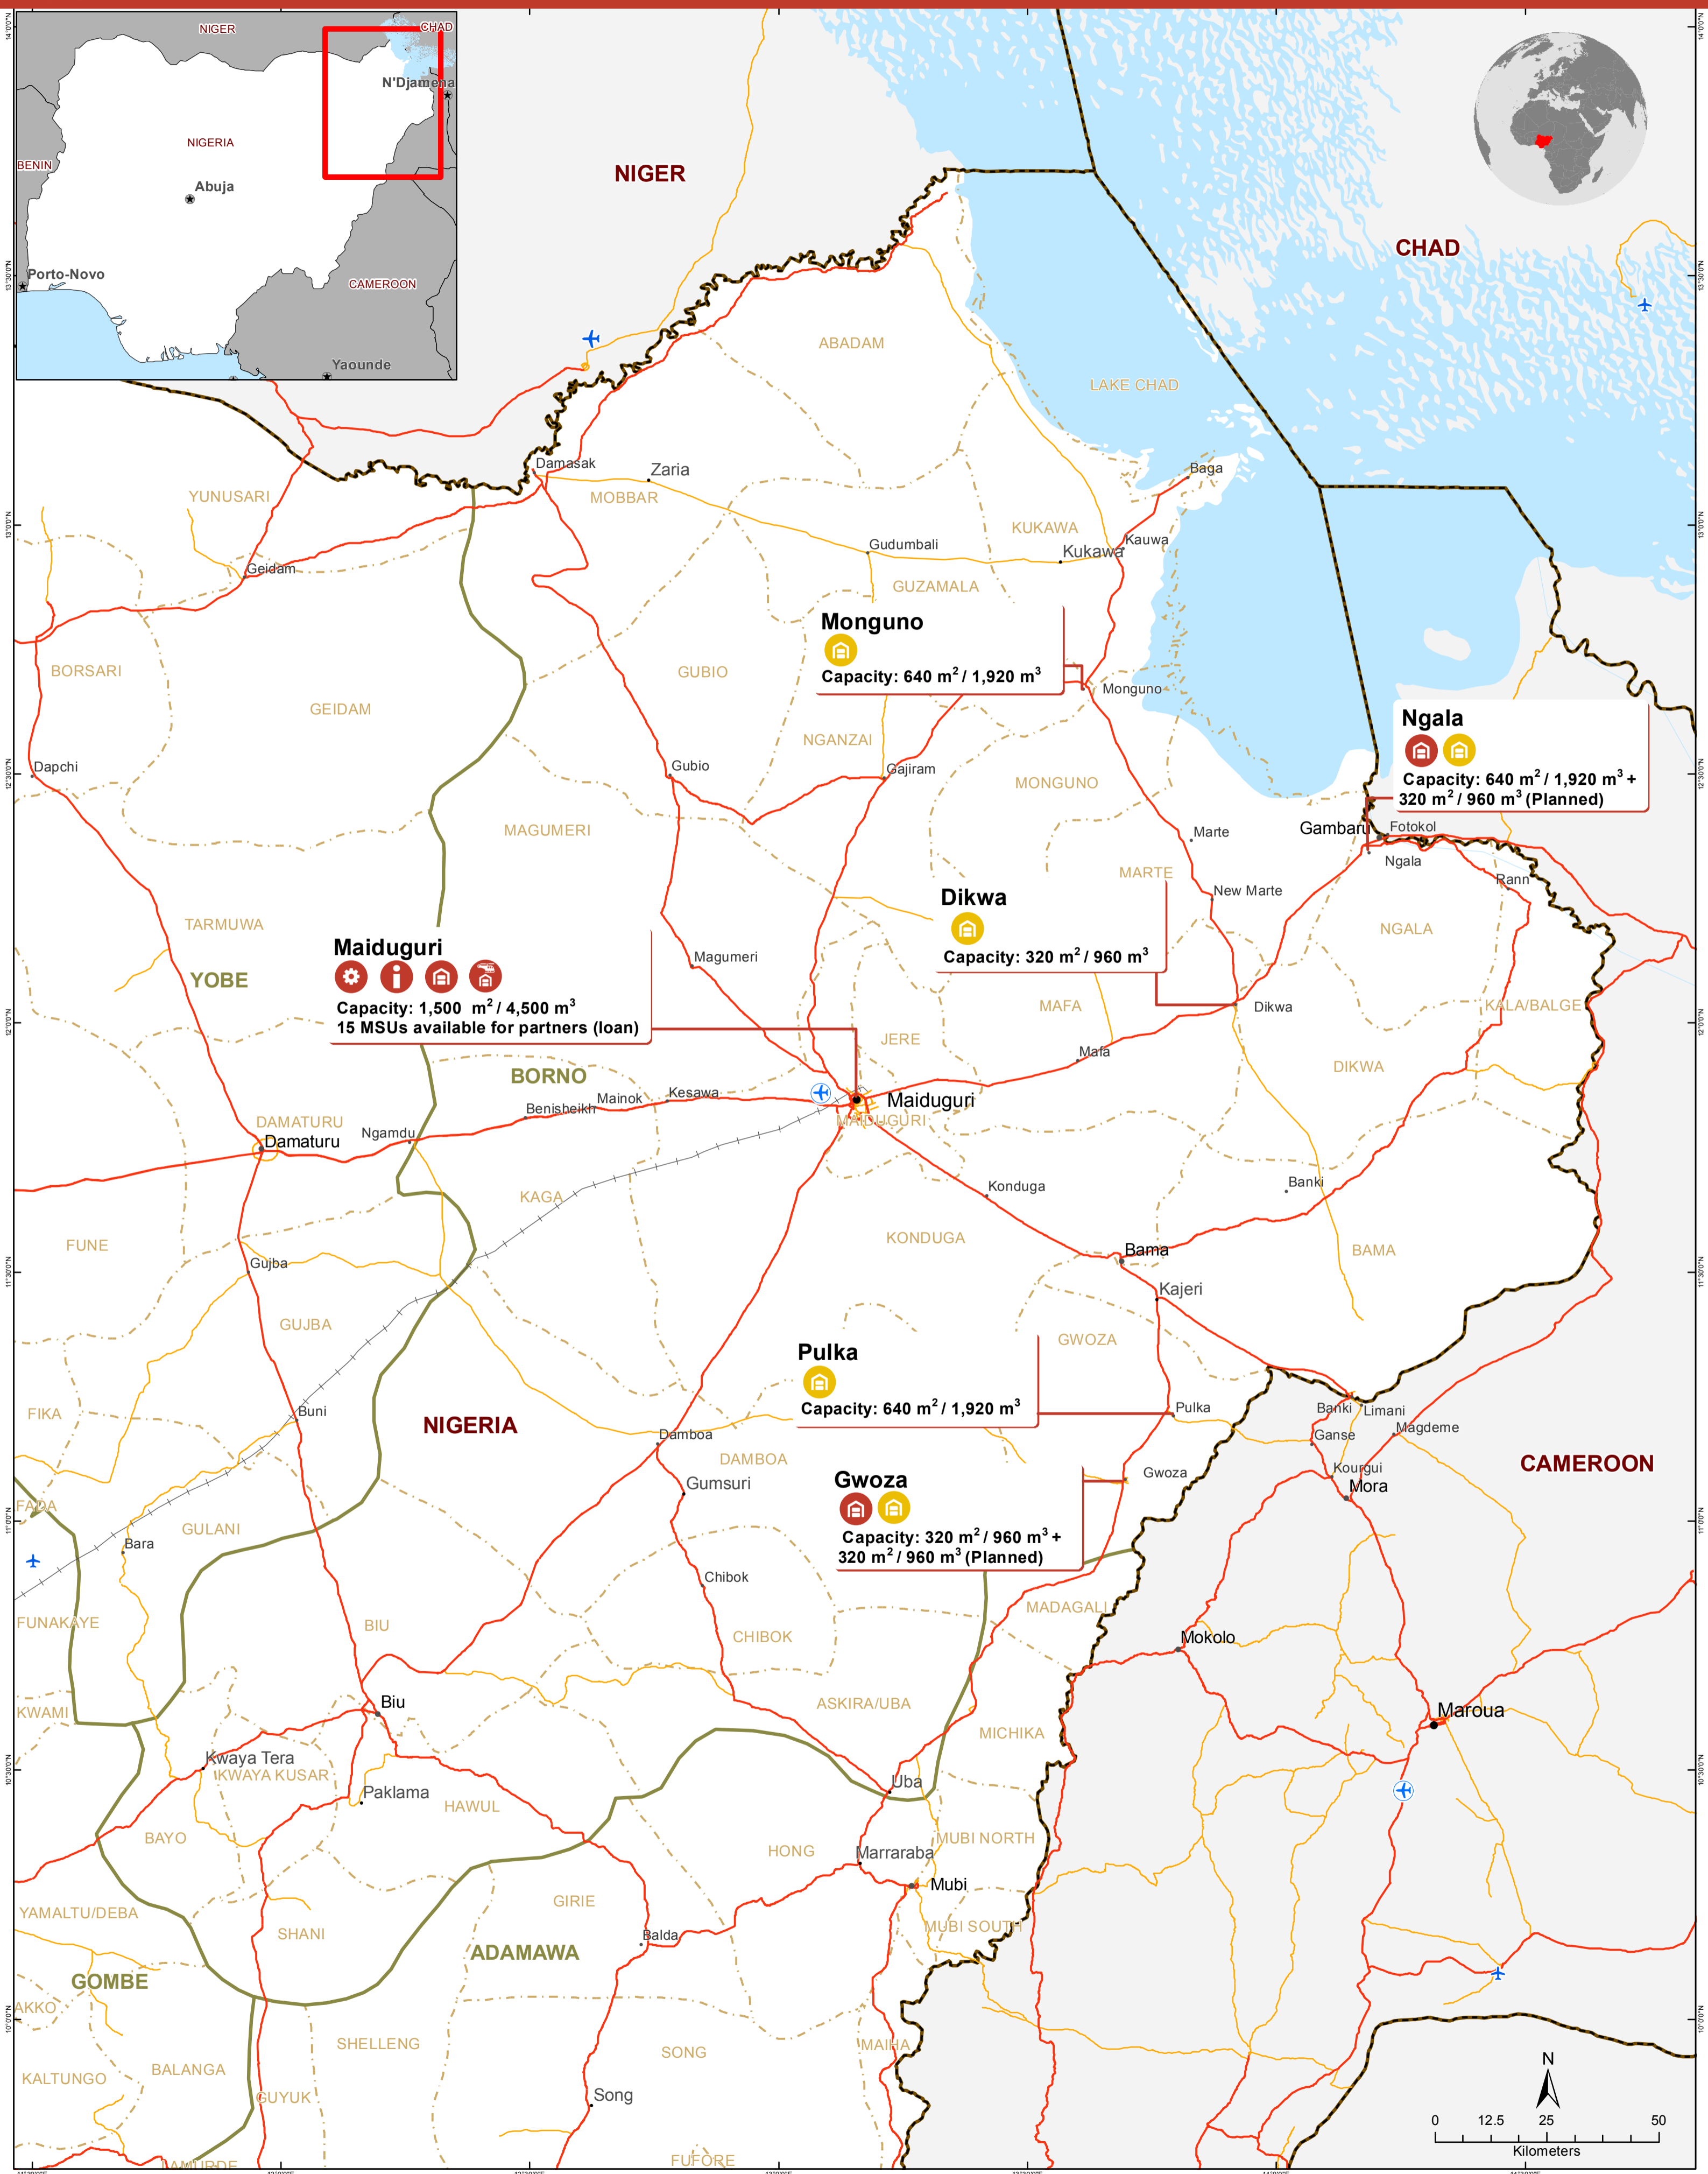 NIGER
CHAD
N'Djamena
NIGERIA
BENIN
Abuja
Porto-Novo
CAMEROON
Yaounde
NIGER
CHAD
ABADAM
LAKE CHAD
Damasak
Zaria
Baga
YUNUSARI
MOBBAR
KUKAWA
Kauwa
Gudumbali
Kukawa
Geidam
GUZAMALA
Monguno
Capacity: 640 m² / 1,920 m³
BORSARI
GUBIO
Monguno
GEIDAM
Ngala
Capacity: 640 m² / 1,920 m³ +
320 m² / 960 m³ (Planned)
NGANZAI
Dapchi
Gubio
Gajiram
MONGUNO
MAGUMERI
Marte
Gambaru
Fotokol
Ngala
MARTE
Rann
Dikwa
Capacity: 320 m² / 960 m³
New Marte
TARMUWA
NGALA
Maiduguri
Capacity: 1,500 m² / 4,500 m³
15 MSUs available for partners (loan)
Magumeri
YOBE
MAFA
Dikwa
KALA/BALGE
JERE
Mafa
DIKWA
BORNO
Mainok
Kesawa
Benisheikh
Maiduguri
MAIDUGURI
DAMATURU
Damaturu
Ngamdu
KAGA
Konduga
Banki
FUNE
KONDUGA
Bama
BAMA
Gujba
Kajeri
GUJBA
GWOZA
Pulka
Capacity: 640 m² / 1,920 m³
FIKA
Buni
NIGERIA
Pulka
Banki
Limani
Damboa
Ganse
Magdeme
DAMBOA
CAMEROON
Gwoza
Capacity: 320 m² / 960 m³ +
320 m² / 960 m³ (Planned)
Gumsuri
Gwoza
Kourgui
Mora
FADA
GULANI
Bara
Chibok
FUNAKAYE
BIU
CHIBOK
MADAGALI
Mokolo
KWAMI
Biu
ASKIRA/UBA
MICHIKA
Maroua
Kwaya Tera
KWAYA KUSAR
Paklama
Uba
HAWUL
BAYO
HONG
MUBI NORTH
Marraraba
Mubi
YAMALTU/DEBA
GIRIE
SHANI
MUBI SOUTH
Balda
ADAMAWA
GOMBE
AKKO
SHELLENG
SONG
MAIHA
BALANGA
KALTUNGO
GUYUK
Song
FUFORE
LAMURDE
N
0 12.5 25 50
Kilometers